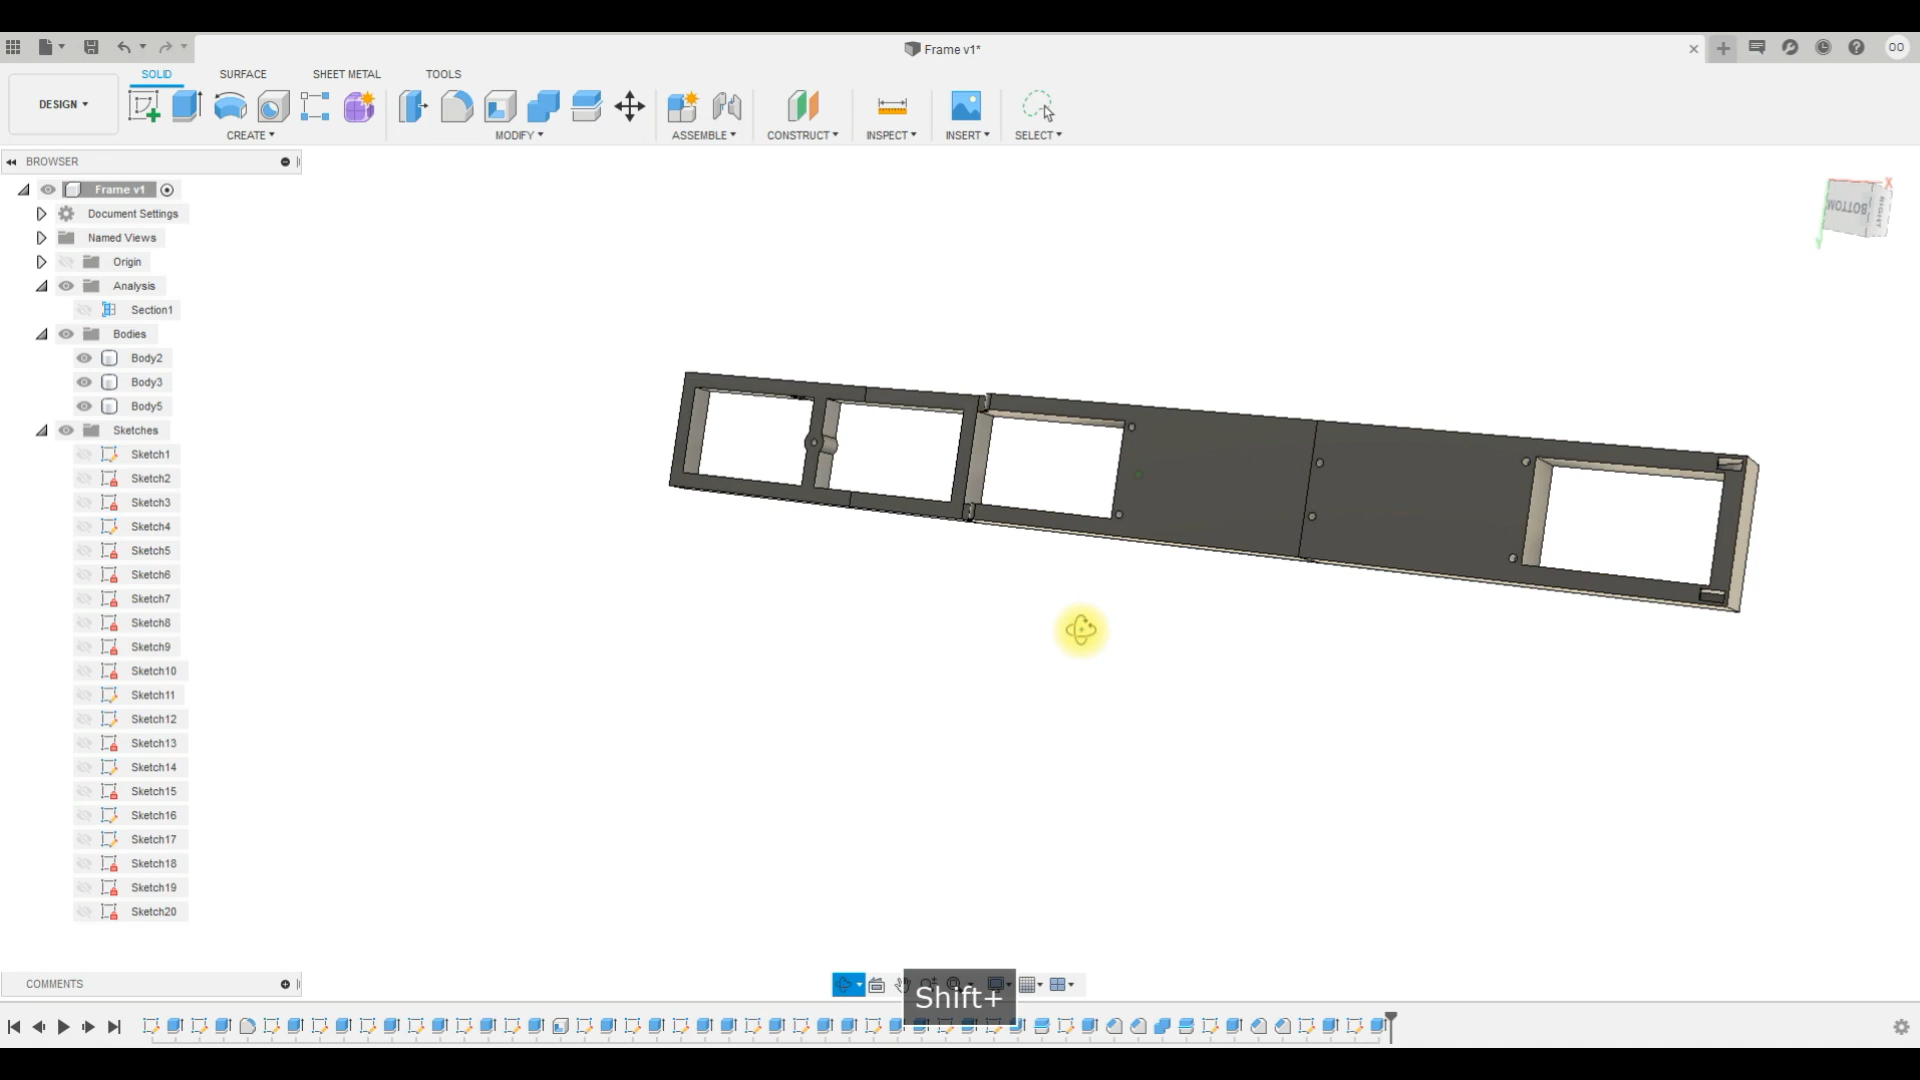 Frame v1*
OO
DESIGN
SOLID
SURFACE
SHEET METAL
TOOLS
CREATE
MODIFY
ASSEMBLE
CONSTRUCT
INSPECT
INSERT
SELECT
BROWSER
Frame v1
Document Settings
Named Views
Origin
Analysis
Section1
Bodies
Body2
Body3
Body5
Sketches
Sketch1
Sketch2
Sketch3
Sketch4
Sketch5
Sketch6
Sketch7
Sketch8
Sketch9
Sketch10
Sketch11
Sketch12
Sketch13
Sketch14
Sketch15
Sketch16
Sketch17
Sketch18
Sketch19
Sketch20
X
BOTTOM
RIGHT
Y
COMMENTS
Shift+